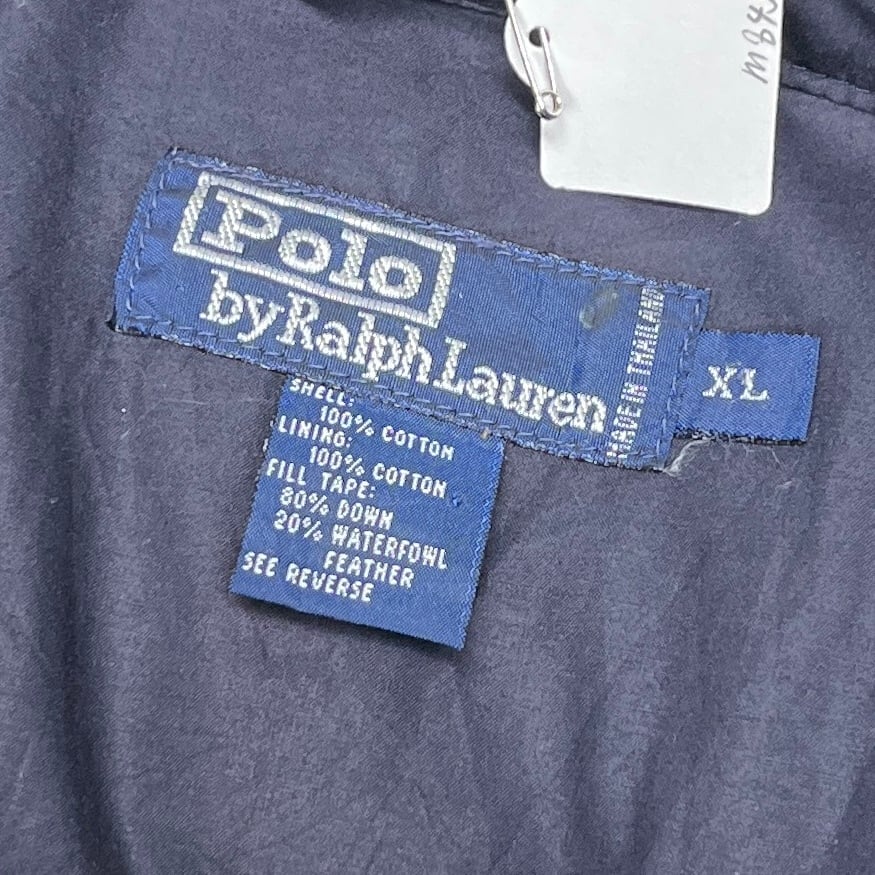 Polo
by Ralph Lauren
MADE IN THAILAND
XL
SHELL:
100% COTTON
LINING:
100% COTTON
FILL TAPE:
80% DOWN
20% WATERFOWL
FEATHER
SEE REVERSE